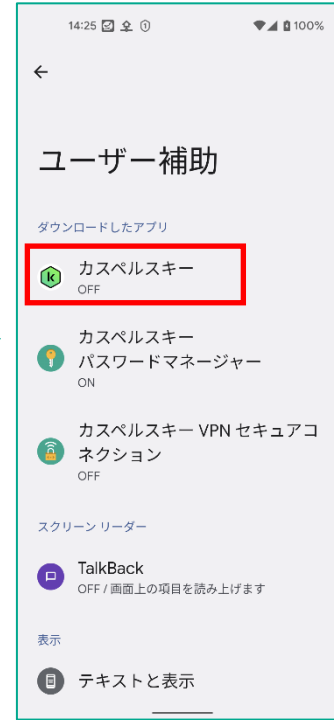 14:25 100%
ユーザー補助
ダウンロードしたアプリ
カスペルスキー
OFF
カスペルスキー
パスワードマネージャー
ON
カスペルスキー VPN セキュアコ
ネクション
OFF
スクリーン リーダー
TalkBack
OFF / 画面上の項目を読み上げます
表示
テキストと表示